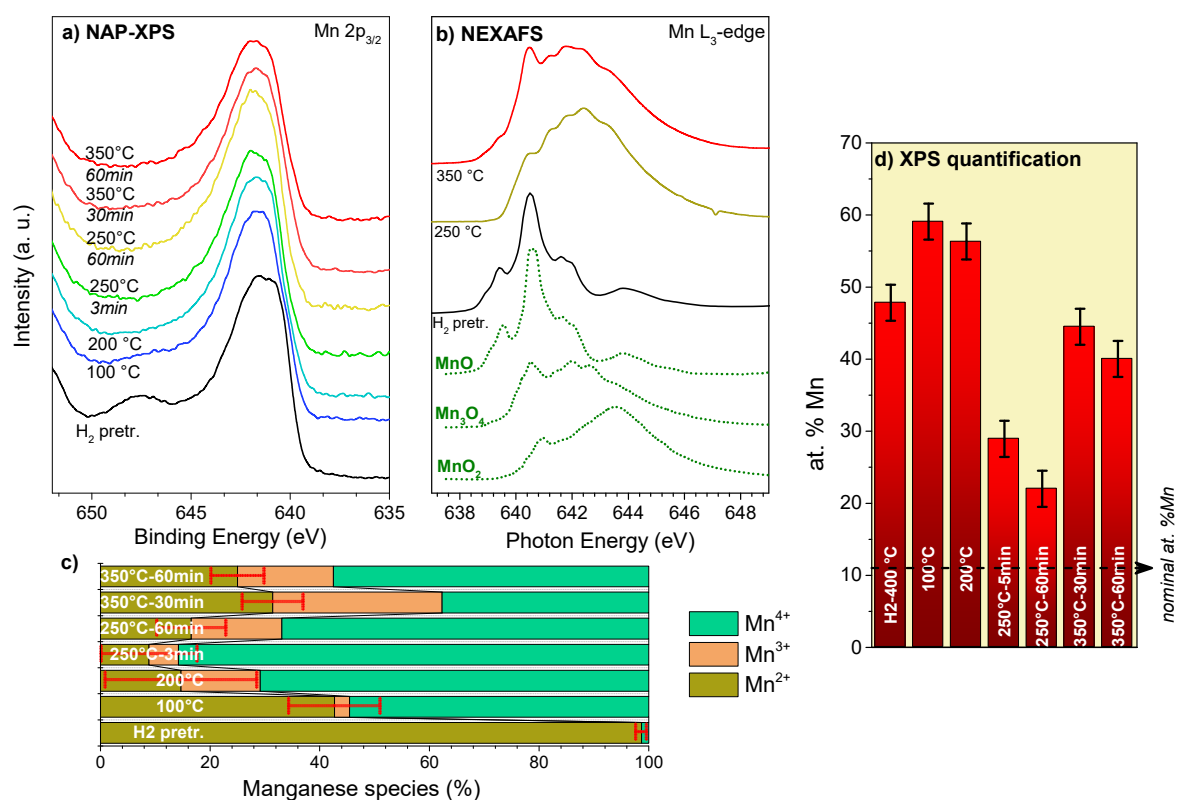 a) NAP-XPS
Mn 2p3/2
Intensity (a. u.)
350°C
60min
350°C
30min
250°C
60min
250°C
3min
200 °C
100 °C
H2 pretr.
650 645 640 635
Binding Energy (eV)
b) NEXAFS
Mn L3-edge
350 °C
250 °C
H2 pretr.
MnO
Mn3O4
MnO2
638 640 642 644 646 648
Photon Energy (eV)
c)
350°C-60min
350°C-30min
250°C-60min
250°C-3min
200°C
100°C
H2 pretr.
0 20 40 60 80 100
Manganese species (%)
Mn4+
Mn3+
Mn2+
d) XPS quantification
at. % Mn
70
60
50
40
30
20
10
0
H2-400 °C
100°C
200°C
250°C-5min
250°C-60min
350°C-30min
350°C-60min
nominal at. %Mn